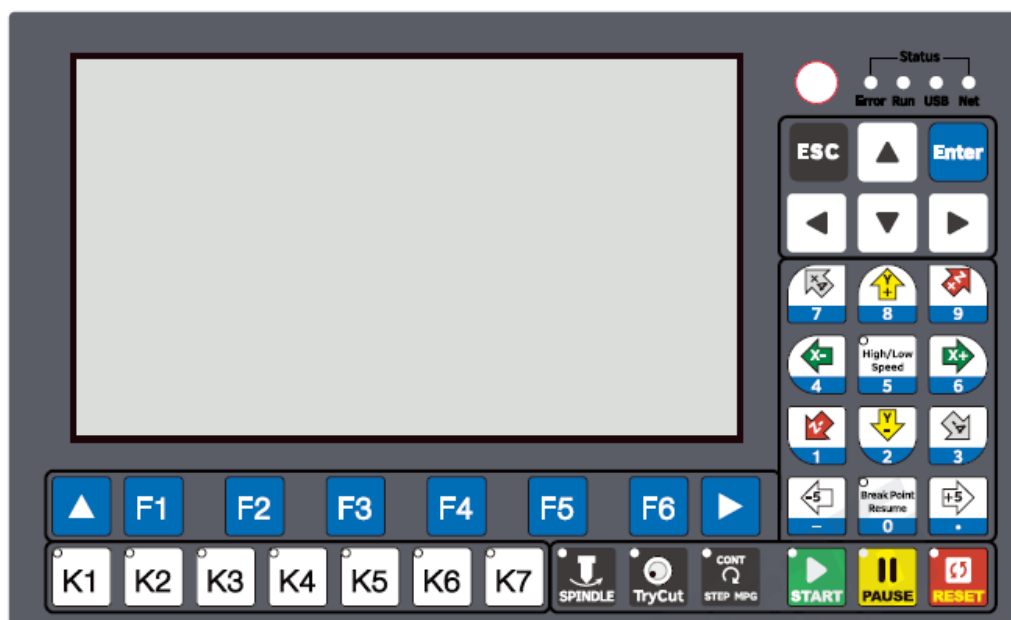 Status
Error Run USB Net
ESC Enter
7 Y+ 8 9
X- 4 High/Low Speed 5 X+ 6
Z- 1 Y- 2 3
-5 - Break Point Resume 0 +5 .
F1 F2 F3 F4 F5 F6
K1 K2 K3 K4 K5 K6 K7
SPINDLE TryCut CONT STEP MPG START PAUSE RESET